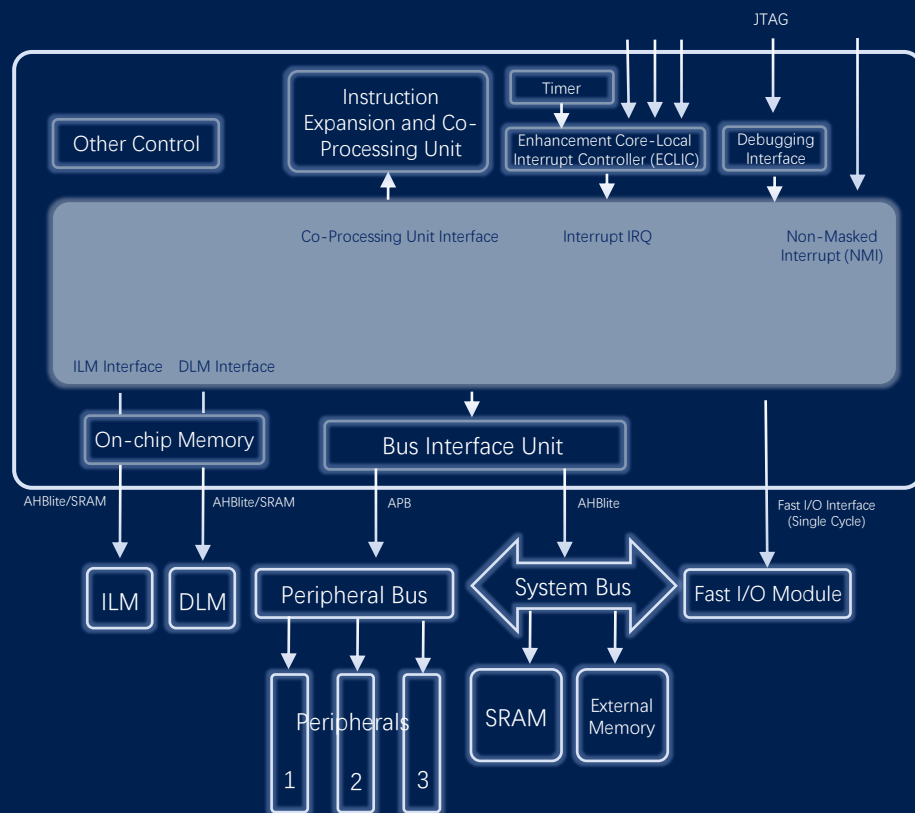 JTAG
Instruction
Expansion and Co-
Processing Unit
Timer
Other Control
Enhancement Core-Local
Interrupt Controller (ECLIC)
Debugging
Interface
Co-Processing Unit Interface
Interrupt IRQ
Non-Masked
Interrupt (NMI)
ILM Interface
DLM Interface
On-chip Memory
Bus Interface Unit
AHBlite/SRAM
AHBlite/SRAM
APB
AHBlite
Fast I/O Interface
(Single Cycle)
ILM
DLM
Peripheral Bus
System Bus
Fast I/O Module
Peripherals
1
2
3
SRAM
External
Memory